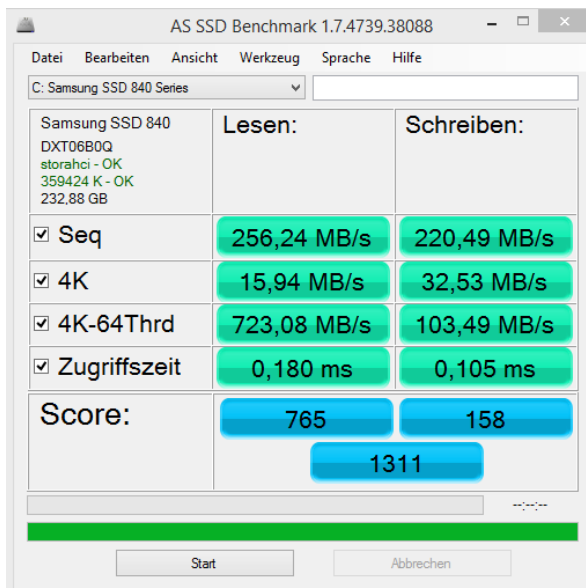 AS SSD Benchmark 1.7.4739.38088
Datei Bearbeiten Ansicht Werkzeug Sprache Hilfe
C: Samsung SSD 840 Series
Samsung SSD 840
DXT06B0Q
storahci - OK
359424 K - OK
232,88 GB
Lesen: Schreiben:
Seq 256,24 MB/s 220,49 MB/s
4K 15,94 MB/s 32,53 MB/s
4K-64Thrd 723,08 MB/s 103,49 MB/s
Zugriffszeit 0,180 ms 0,105 ms
Score: 765 158
1311
--:--:--
Start Abbrechen